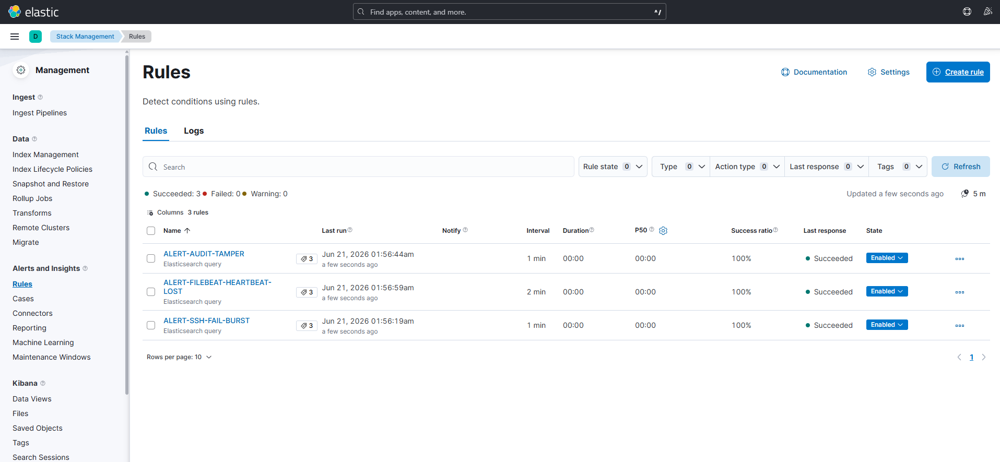 elastic
Find apps, content, and more.
^/
D
Stack Management
Rules
Management
Ingest
Ingest Pipelines
Data
Index Management
Index Lifecycle Policies
Snapshot and Restore
Rollup Jobs
Transforms
Remote Clusters
Migrate
Alerts and Insights
Rules
Cases
Connectors
Reporting
Machine Learning
Maintenance Windows
Kibana
Data Views
Files
Saved Objects
Tags
Search Sessions
Rules
Documentation
Settings
Create rule
Detect conditions using rules.
Rules
Logs
Search
Rule state 0
Type 0
Action type 0
Last response 0
Tags 0
Refresh
Succeeded: 3 Failed: 0 Warning: 0
Updated a few seconds ago
5 m
Columns 3 rules
Name Last run Notify Interval Duration P50 Success ratio Last response State
ALERT-AUDIT-TAMPER 3 Jun 21, 2026 01:56:44am 1 min 00:00 00:00 100% Succeeded Enabled
Elasticsearch query a few seconds ago
ALERT-FILEBEAT-HEARTBEAT-
LOST 3 Jun 21, 2026 01:56:59am 2 min 00:00 00:00 100% Succeeded Enabled
Elasticsearch query a few seconds ago
ALERT-SSH-FAIL-BURST 3 Jun 21, 2026 01:56:19am 1 min 00:00 00:00 100% Succeeded Enabled
Elasticsearch query a few seconds ago
Rows per page: 10
1